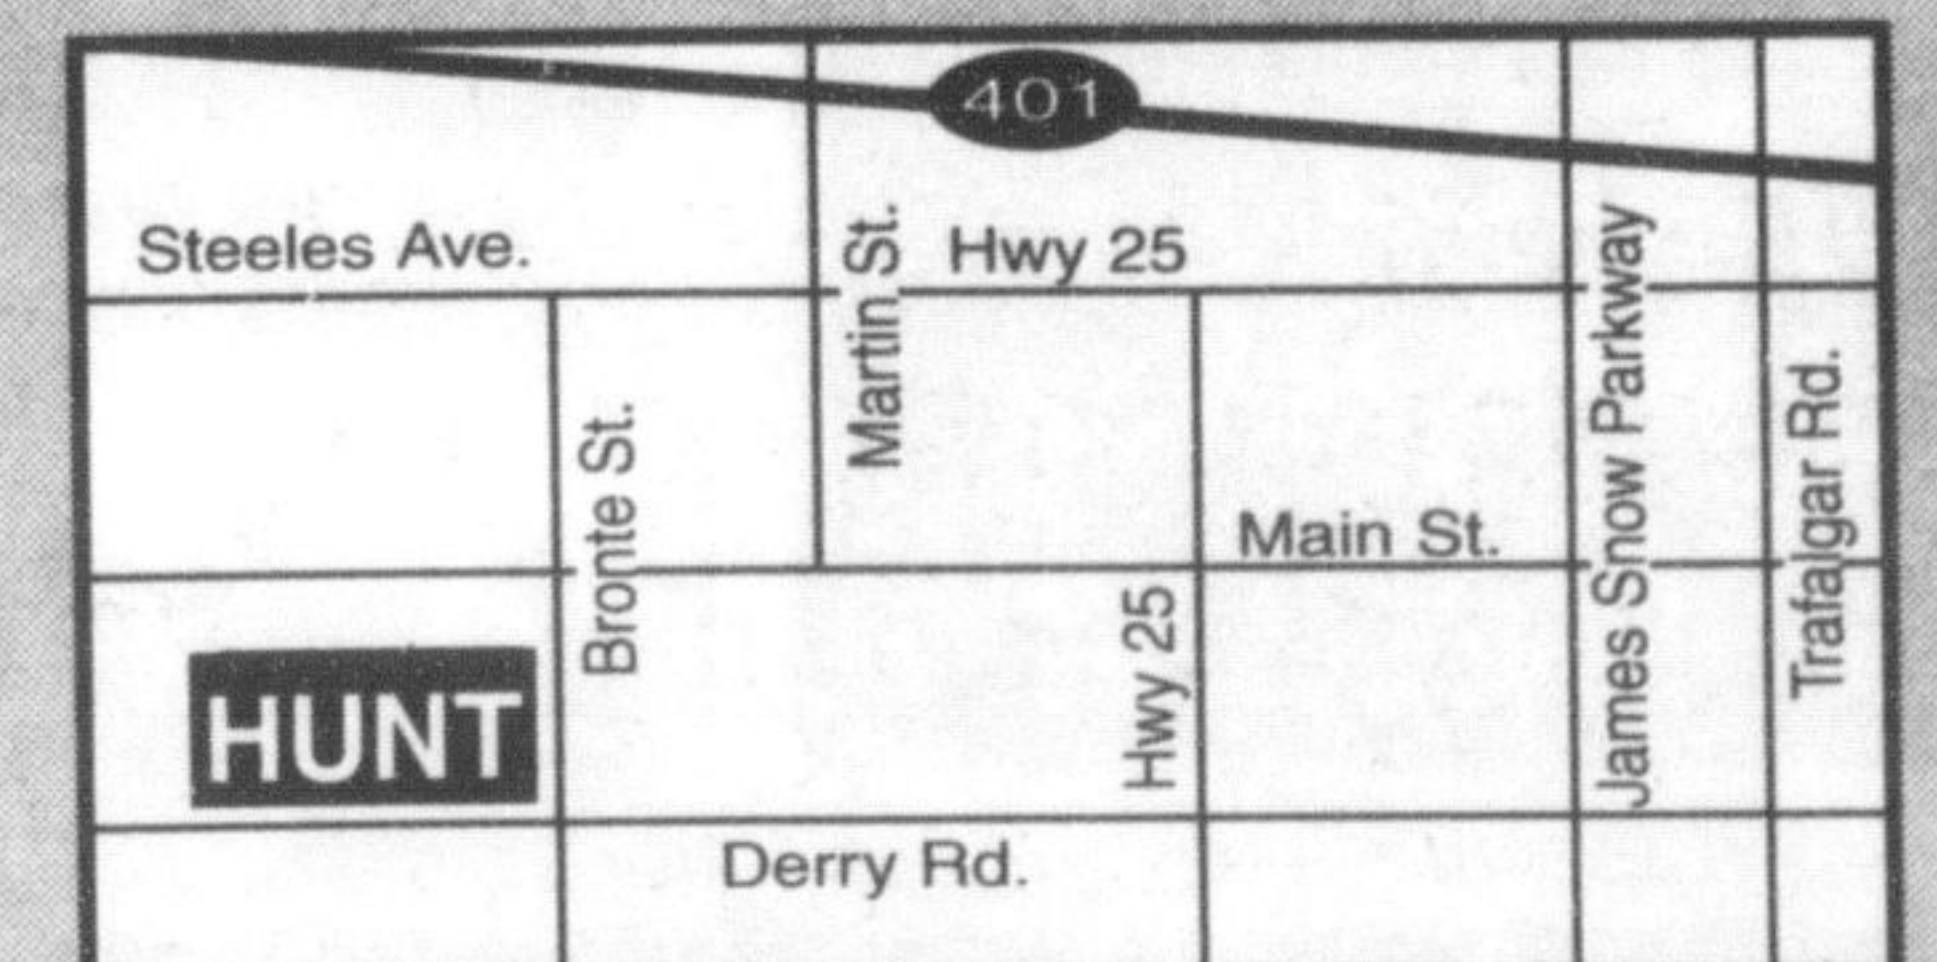 401
Steeles Ave.
Martin St.
Hwy 25
James Snow Parkway
Trafalgar Rd.
Bronte St.
Main St.
Hwy 25
HUNT
Derry Rd.